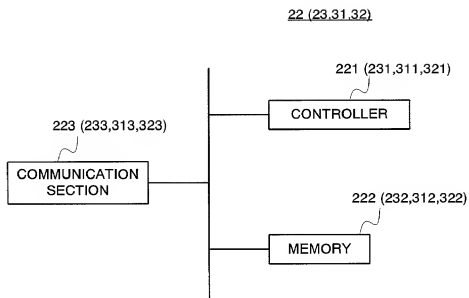 22 (23.31,32)
221 (231,311,321)
CONTROLLER
223 (233,313,323)
COMMUNICATION
SECTION
222 (232,312,322)
MEMORY